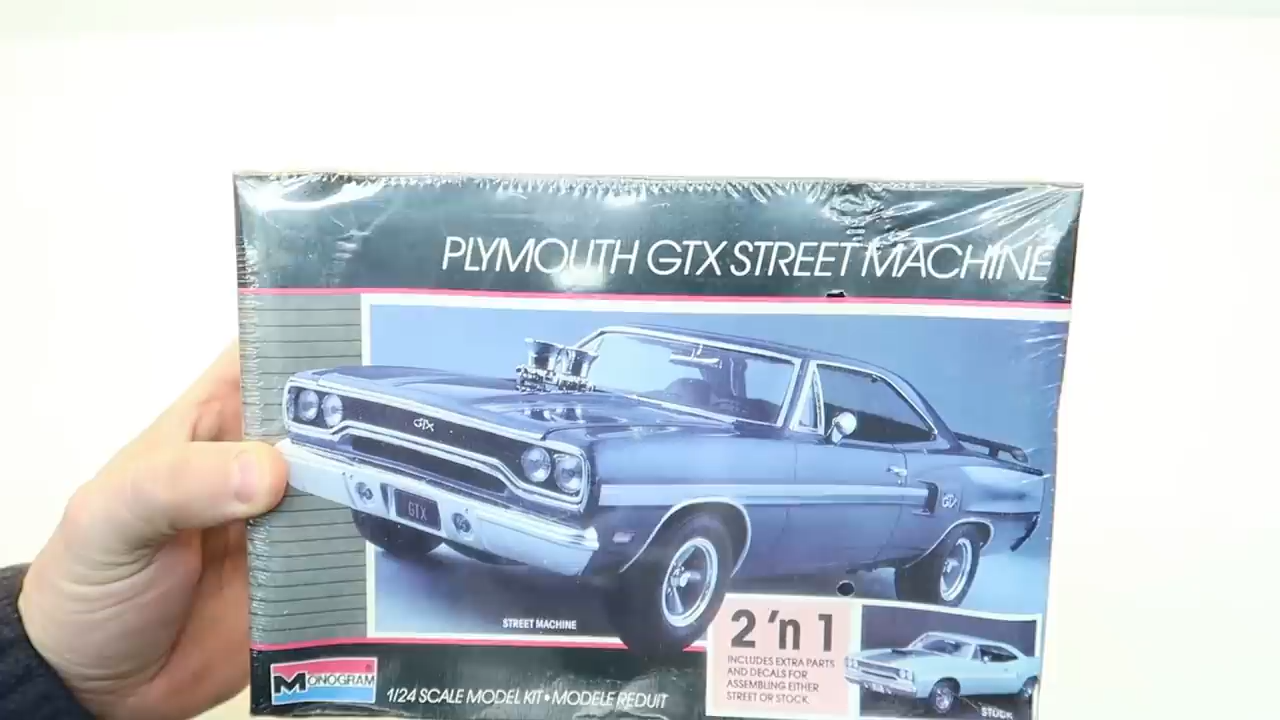 PLYMOUTH GTX STREET MACHINE
GTX
GTX
GTX
STREET MACHINE
2 'n 1
INCLUDES EXTRA PARTS
AND DECALS FOR
ASSEMBLING EITHER
STREET OR STOCK.
STOCK
MONOGRAM®
1/24 SCALE MODEL KIT • MODELE REDUIT